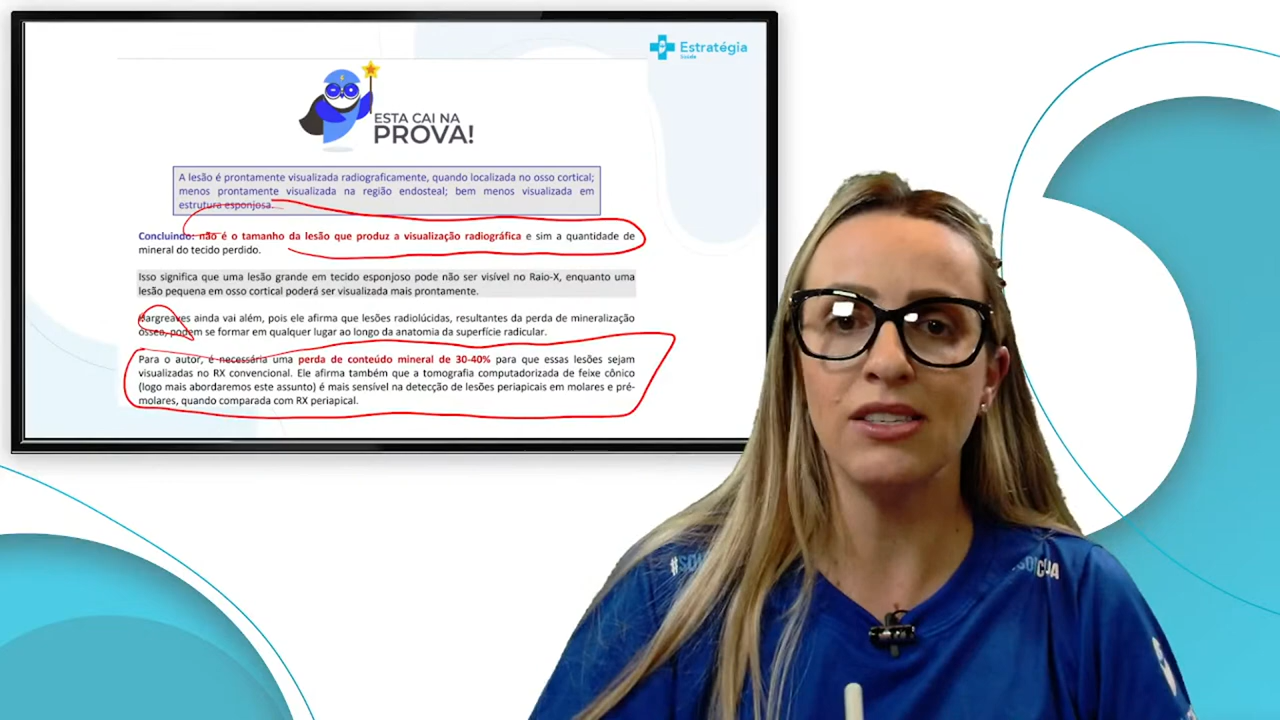 Estratégia
Saúde
ESTA CAI NA
PROVA!
A lesão é prontamente visualizada radiograficamente, quando localizada no osso cortical;
menos prontamente visualizada na região endosteal; bem menos visualizada em
estrutura esponjosa.
Concluindo: não é o tamanho da lesão que produz a visualização radiográfica e sim a quantidade de
mineral do tecido perdido.
Isso significa que uma lesão grande em tecido esponjoso pode não ser visível no Raio-X, enquanto uma
lesão pequena em osso cortical poderá ser visualizada mais prontamente.
Hargreaves ainda vai além, pois ele afirma que lesões radiolúcidas, resultantes da perda de mineralização
óssea, podem se formar em qualquer lugar ao longo da anatomia da superfície radicular.
Para o autor, é necessária uma perda de conteúdo mineral de 30-40% para que essas lesões sejam
visualizadas no RX convencional. Ele afirma também que a tomografia computadorizada de feixe cônico
(logo mais abordaremos este assunto) é mais sensível na detecção de lesões periapicais em molares e pré-
molares, quando comparada com RX periapical.